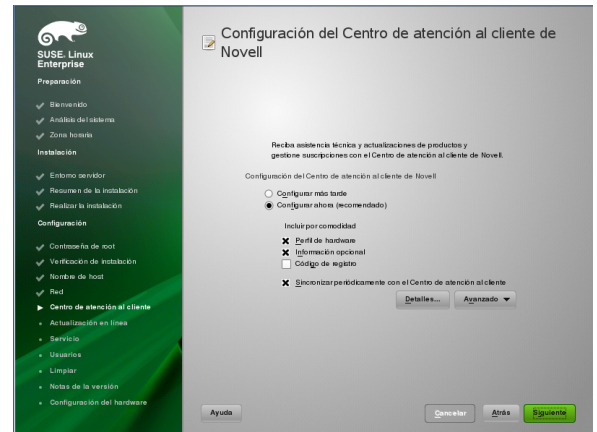 SUSE. Linux
Enterprise
Preparación
Bienvenido
Análisis del sistema
Zona horaria
Instalación
Entorno servidor
Resumen de la instalación
Realizar la instalación
Configuración
Contraseña de root
Verificación de instalación
Nombre de host
Red
Centro de atención al cliente
Actualización en línea
Servicio
Usuarios
Limpiar
Notas de la versión
Configuración del hardware
Configuración del Centro de atención al cliente de
Novell
Reciba asistencia técnica y actualizaciones de productos y
gestione suscripciones con el Centro de atención al cliente de Novell.
Configuración del Centro de atención al cliente de Novell
Configurar más tarde
Configurar ahora (recomendado)
Incluir por comodidad
Perfil de hardware
Información opcional
Código de registro
Sincronizar periódicamente con el Centro de atención al cliente
Detalles... Avanzado
Ayuda Cancelar Atrás Siguiente